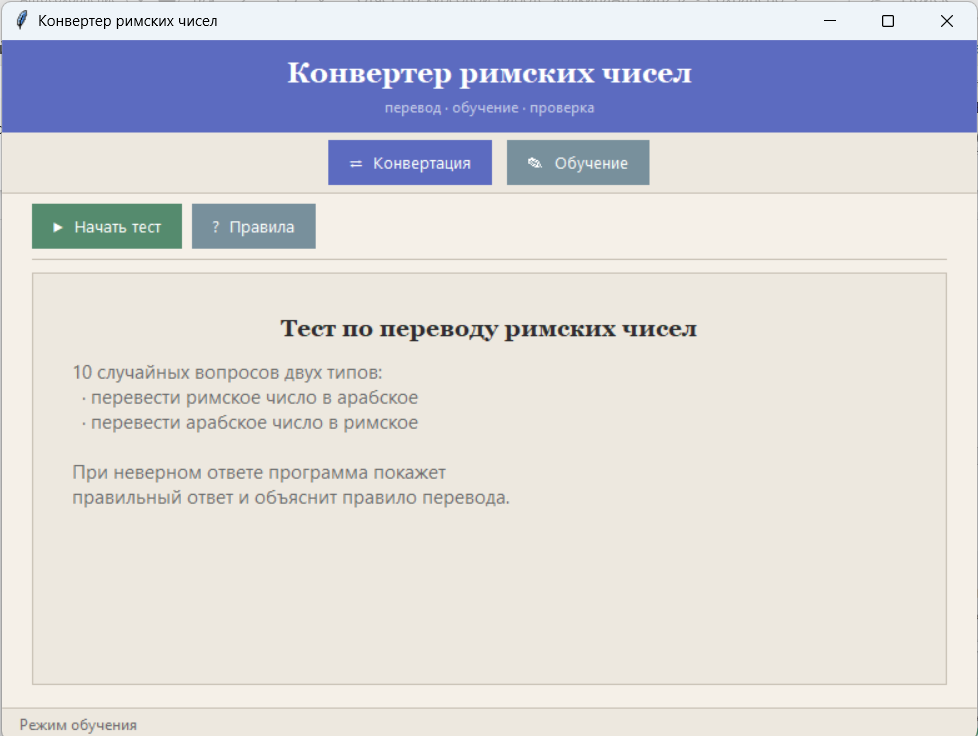 Конвертер римских чисел
Конвертер римских чисел
перевод · обучение · проверка
⇌ Конвертация
✎ Обучение
► Начать тест
? Правила
Тест по переводу римских чисел
10 случайных вопросов двух типов:
· перевести римское число в арабское
· перевести арабское число в римское
При неверном ответе программа покажет
правильный ответ и объяснит правило перевода.
Режим обучения